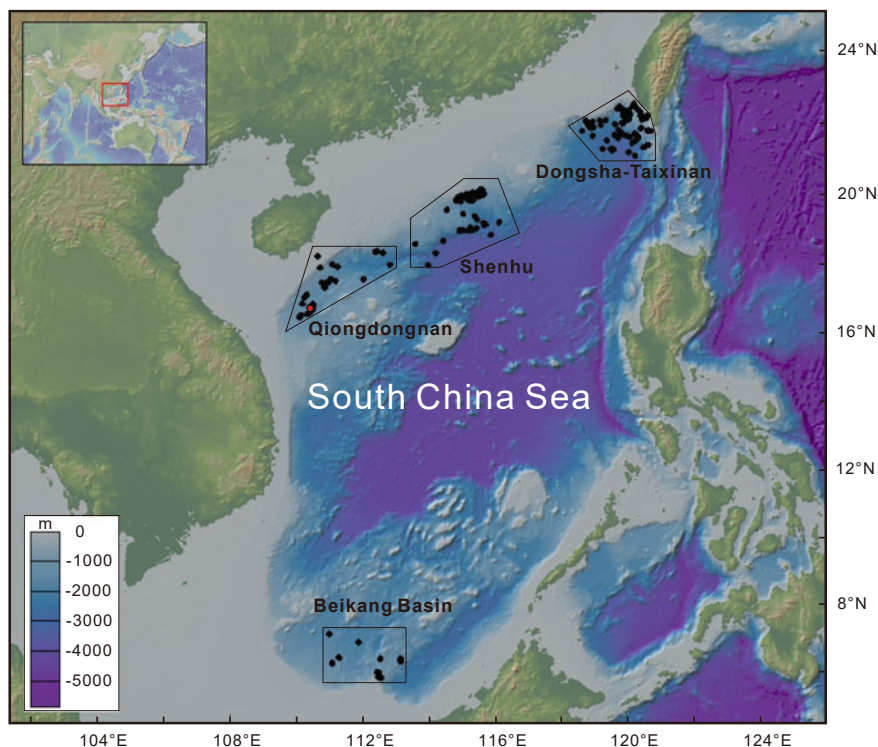 24°N
Dongsha-Taixinan
20°N
Shenhu
Qiongdongnan
16°N
South China Sea
12°N
m
0
-1000
-2000
-3000
-4000
-5000
Beikang Basin
8°N
104°E
108°E
112°E
116°E
120°E
124°E